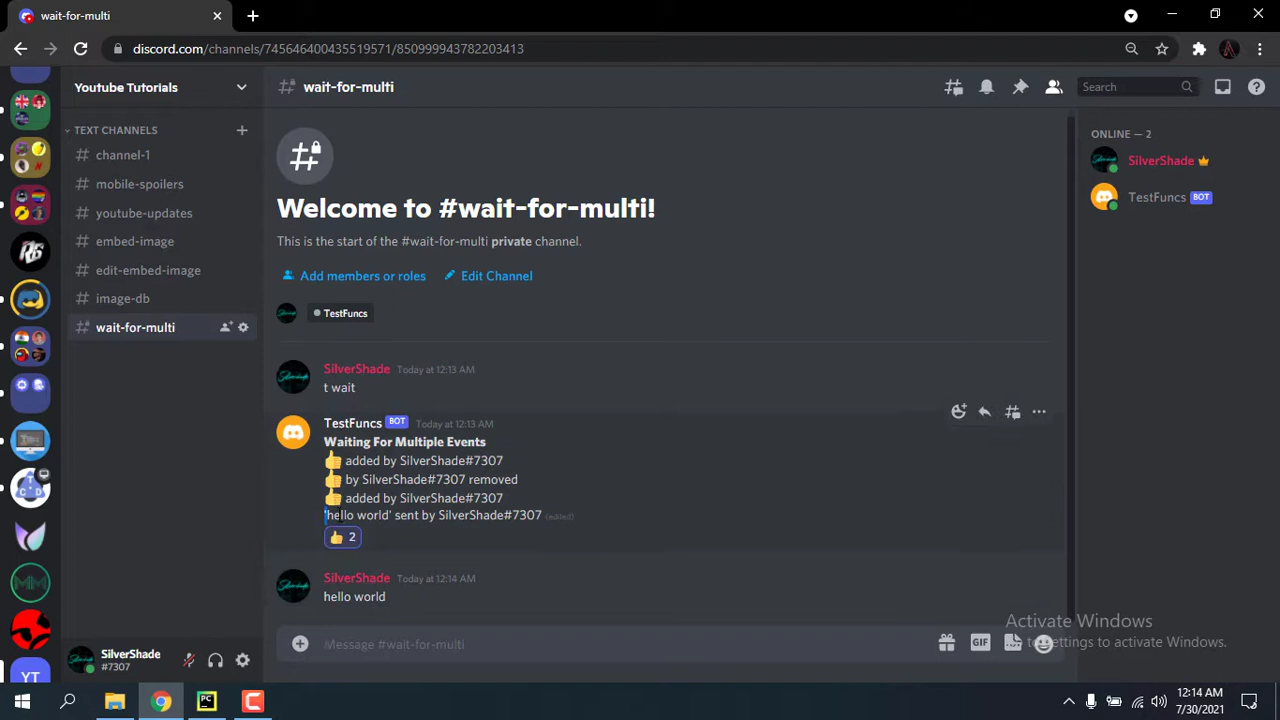 wait-for-multi
discord.com/channels/745646400435519571/850999943782203413
Youtube Tutorials
wait-for-multi
Search
TEXT CHANNELS
channel-1
mobile-spoilers
youtube-updates
embed-image
edit-embed-image
image-db
wait-for-multi
Welcome to #wait-for-multi!
This is the start of the #wait-for-multi private channel.
Add members or roles
Edit Channel
TestFuncs
SilverShade Today at 12:13 AM
t wait
TestFuncs BOT Today at 12:13 AM
Waiting For Multiple Events
added by SilverShade#7307
by SilverShade#7307 removed
added by SilverShade#7307
'hello world' sent by SilverShade#7307 (edited)
2
SilverShade Today at 12:14 AM
hello world
Message #wait-for-multi
GIF
ONLINE — 2
SilverShade
TestFuncs BOT
SilverShade
#7307
YT
Activate Windows
to settings to activate Windows.
PC
12:14 AM
7/30/2021